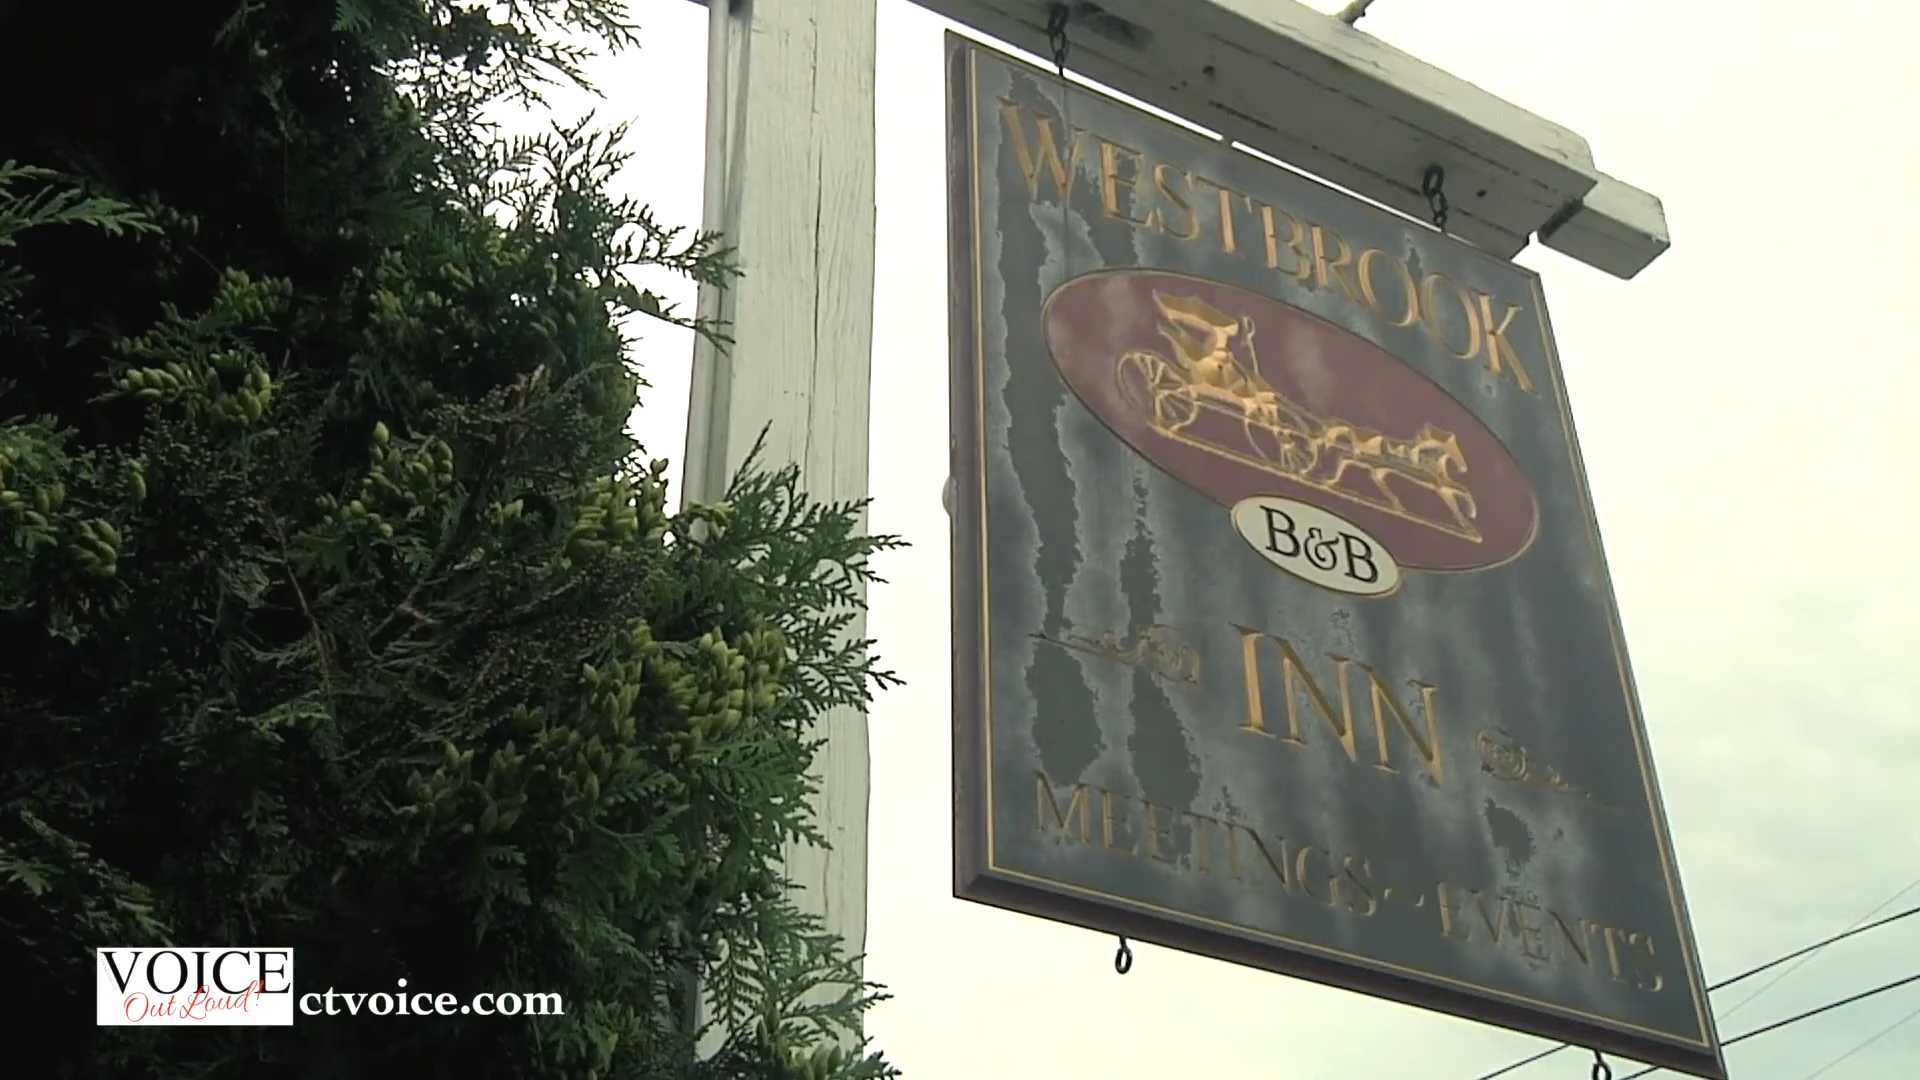 WESTBROOK
B&B
INN
MEETINGS ~ EVENTS
VOICE
Out Loud!
ctvoice.com